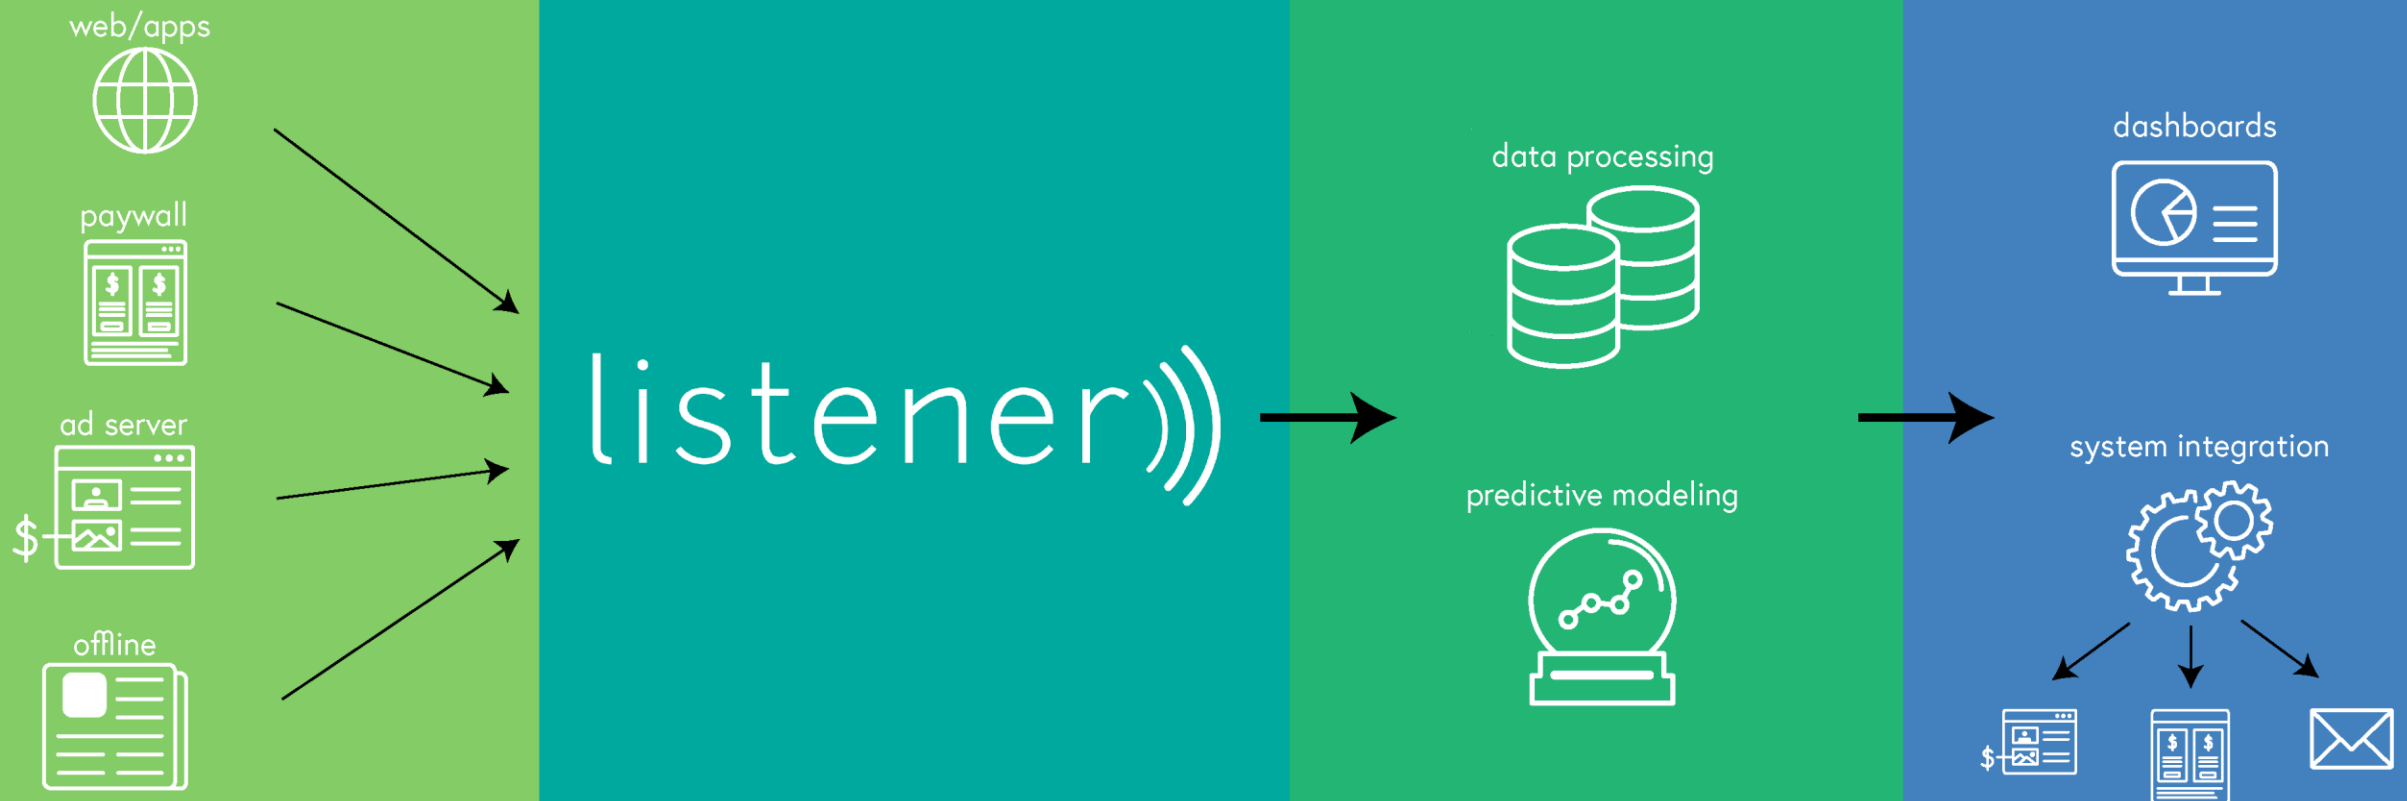 web/apps
paywall
$ $
ad server
$
offline
listener
data processing
predictive modeling
dashboards
system integration
$
$ $